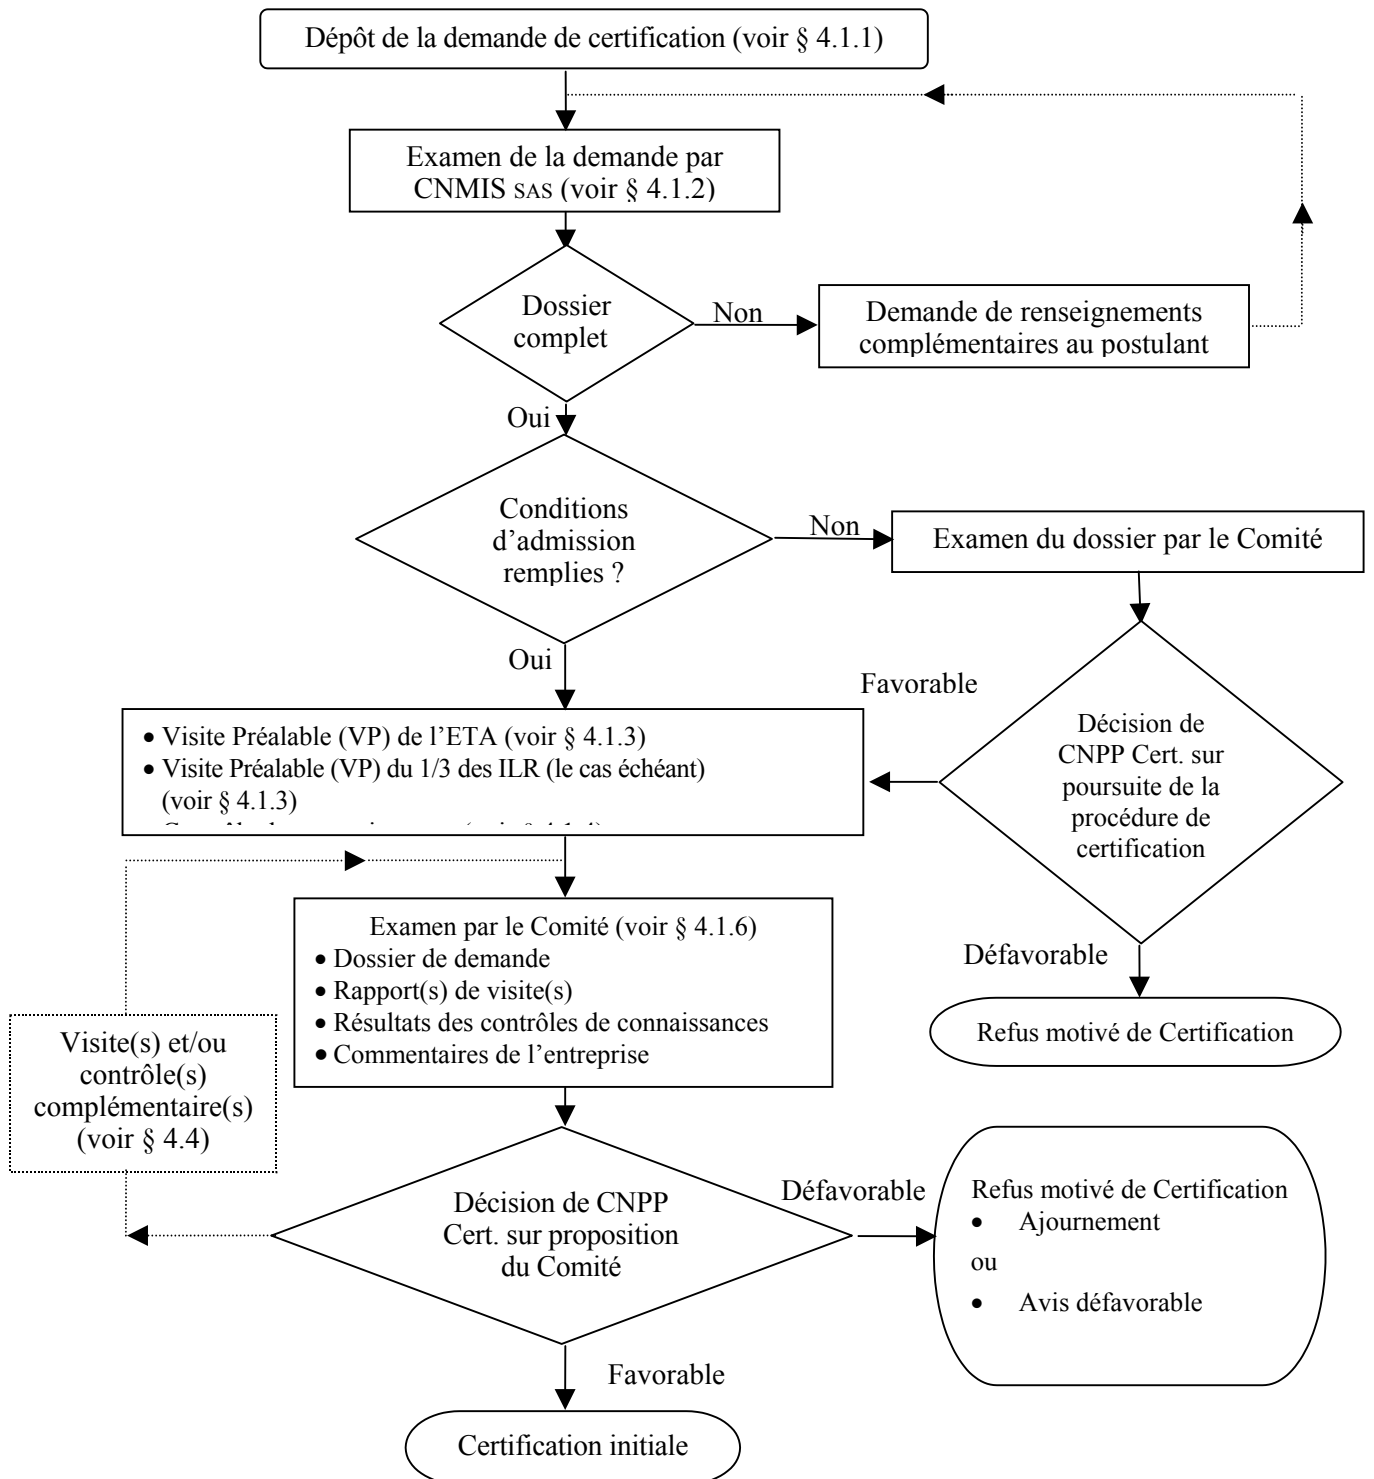 Dépôt de la demande de certification (voir § 4.1.1)
Examen de la demande par
CNMIS SAS (voir § 4.1.2)
Dossier
complet
Non
Demande de renseignements
complémentaires au postulant
Oui
Conditions
d’admission
remplies ?
Non
Examen du dossier par le Comité
Oui
Favorable
• Visite Préalable (VP) de l’ETA (voir § 4.1.3)
• Visite Préalable (VP) du 1/3 des ILR (le cas échéant)
(voir § 4.1.3)
Décision de
CNPP Cert. sur
poursuite de la
procédure de
certification
Examen par le Comité (voir § 4.1.6)
• Dossier de demande
• Rapport(s) de visite(s)
• Résultats des contrôles de connaissances
• Commentaires de l’entreprise
Défavorable
Refus motivé de Certification
Visite(s) et/ou
contrôle(s)
complémentaire(s)
(voir § 4.4)
Décision de CNPP
Cert. sur proposition
du Comité
Défavorable
Refus motivé de Certification
• Ajournement
ou
• Avis défavorable
Favorable
Certification initiale